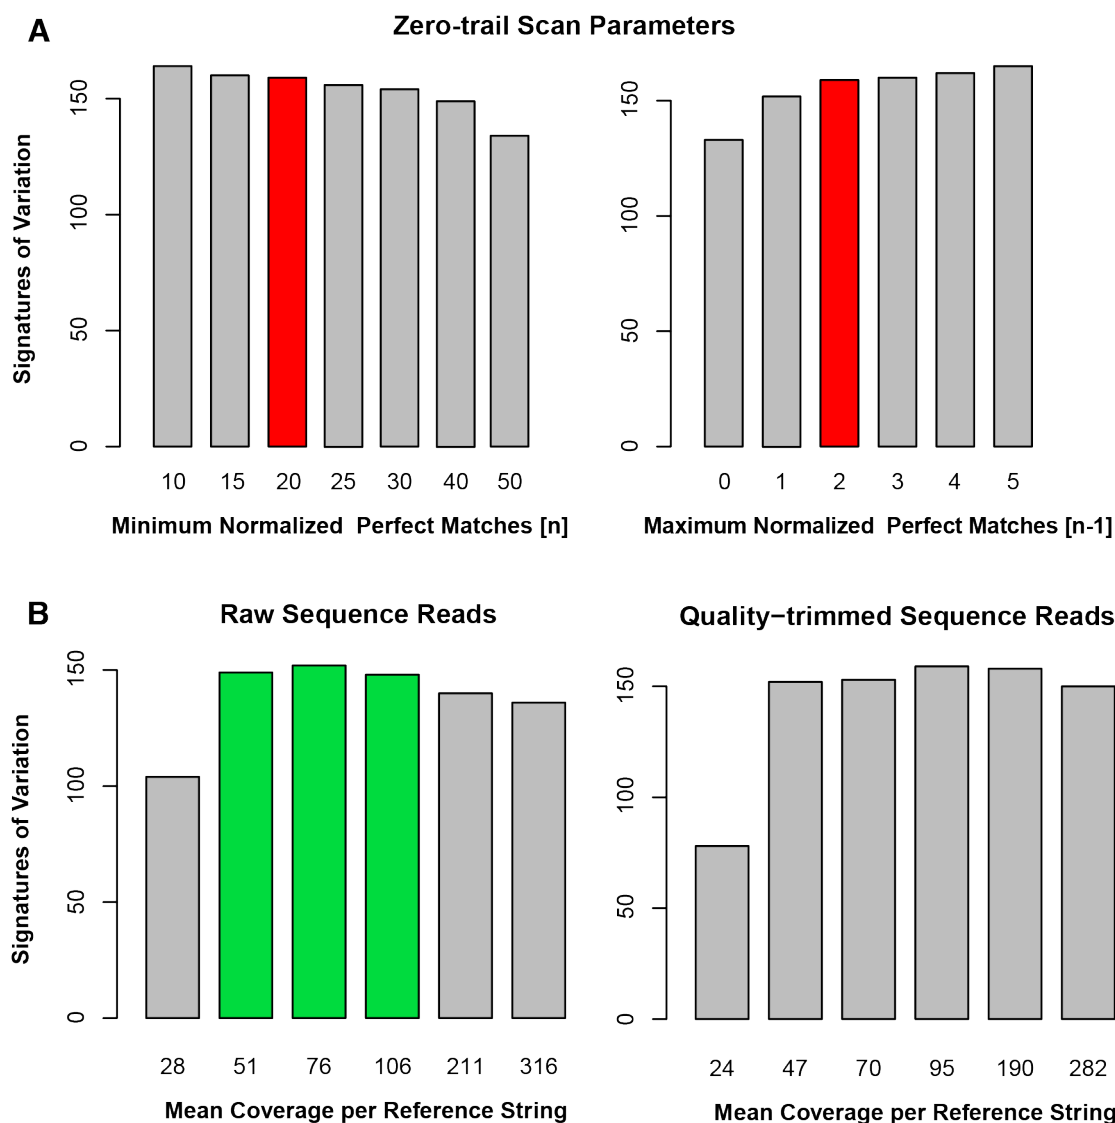 A
Zero-trail Scan Parameters
Signatures of Variation
0 50 100 150
10 15 20 25 30 40 50
Minimum Normalized Perfect Matches [n]
0 50 100 150
0 1 2 3 4 5
Maximum Normalized Perfect Matches [n-1]
B
Raw Sequence Reads
Signatures of Variation
0 50 100 150
28 51 76 106 211 316
Mean Coverage per Reference String
Quality−trimmed Sequence Reads
0 50 100 150
24 47 70 95 190 282
Mean Coverage per Reference String